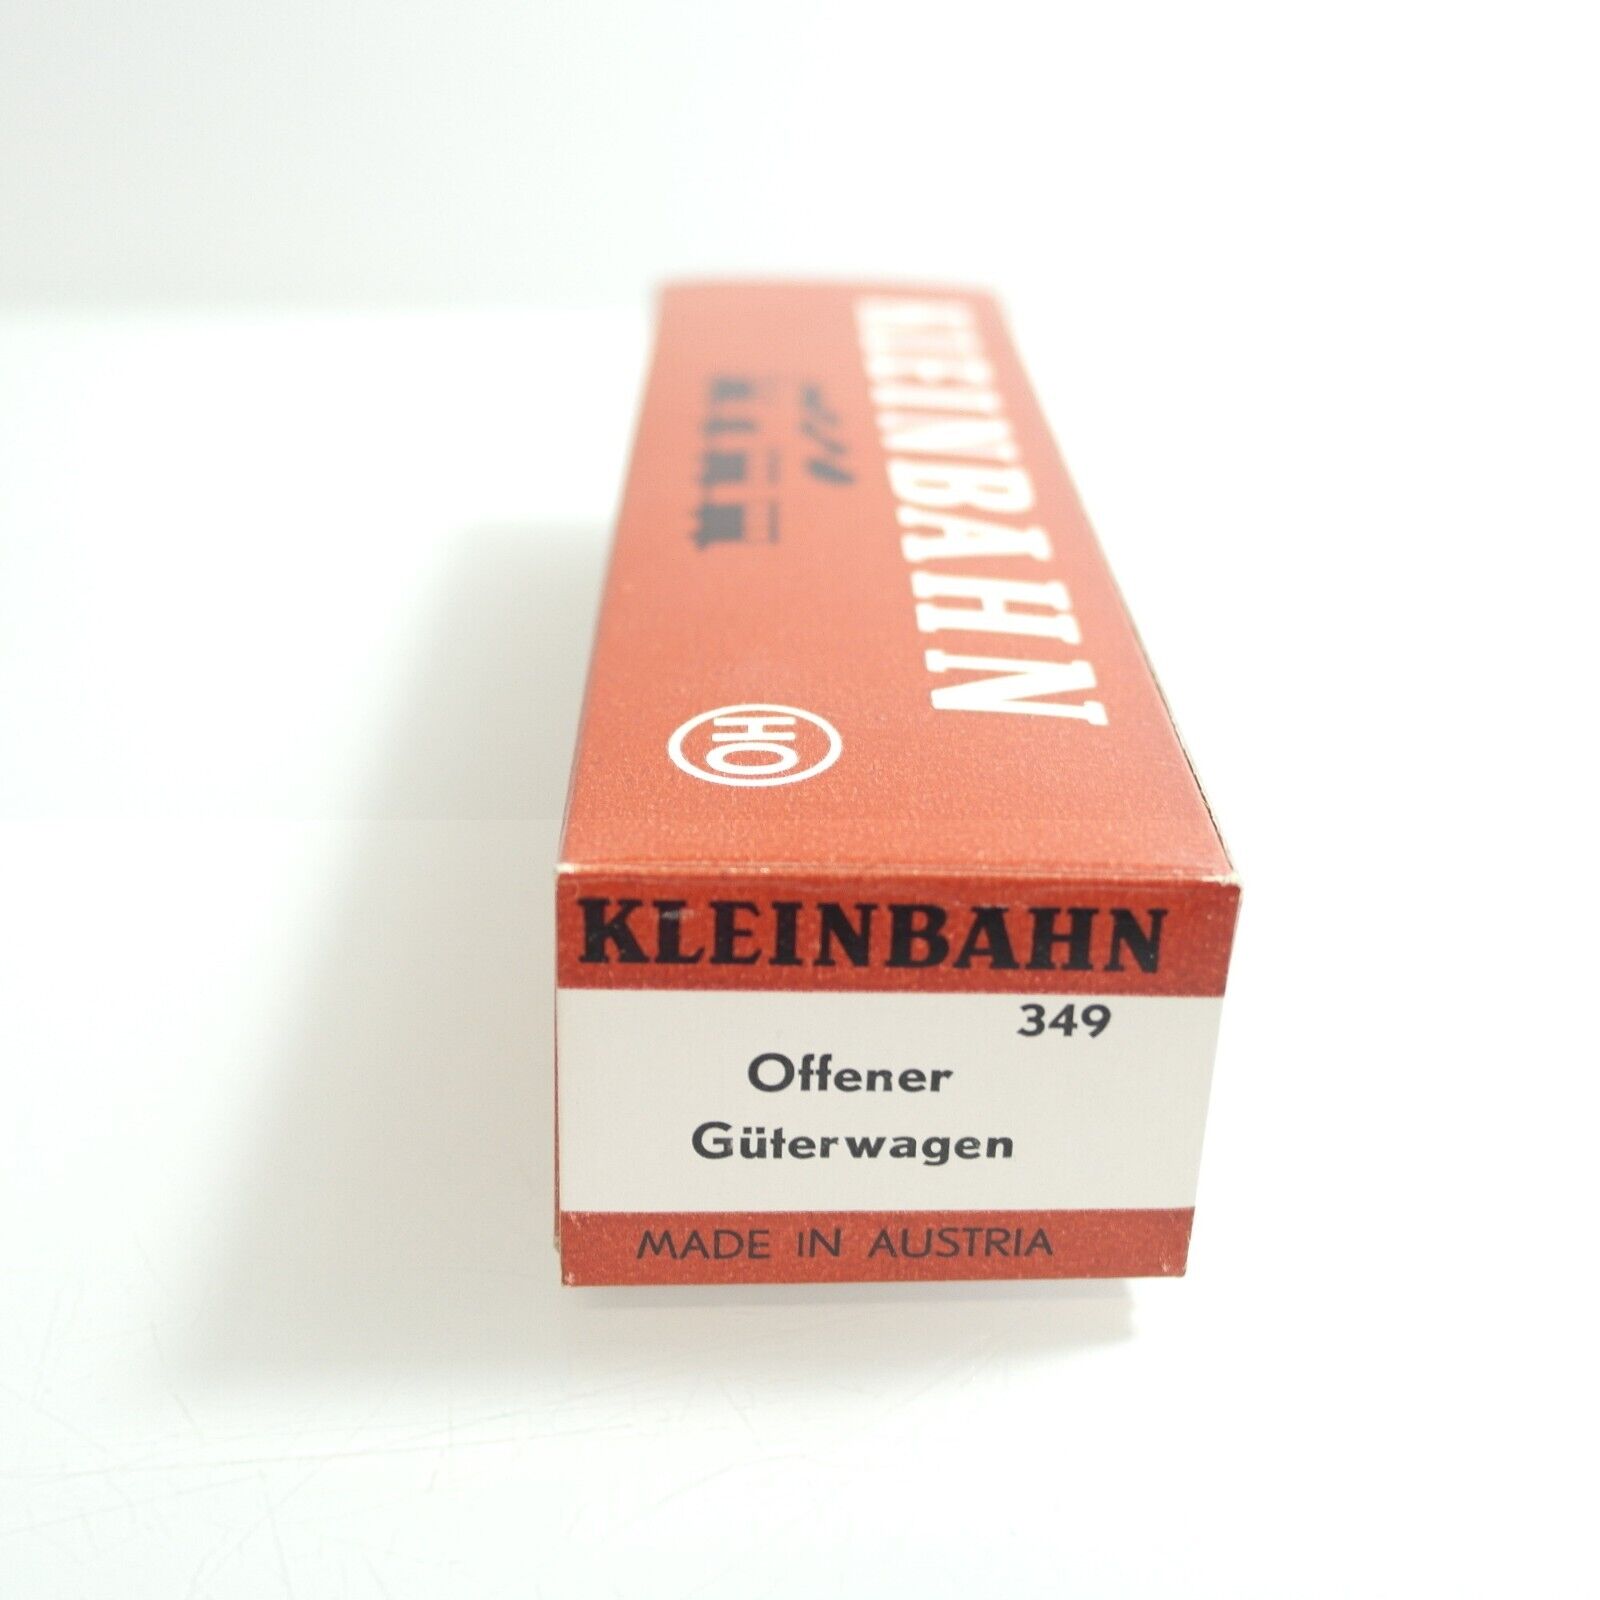 KLEINBAHN
HO
KLEINBAHN
349
Offener
Güterwagen
MADE IN AUSTRIA